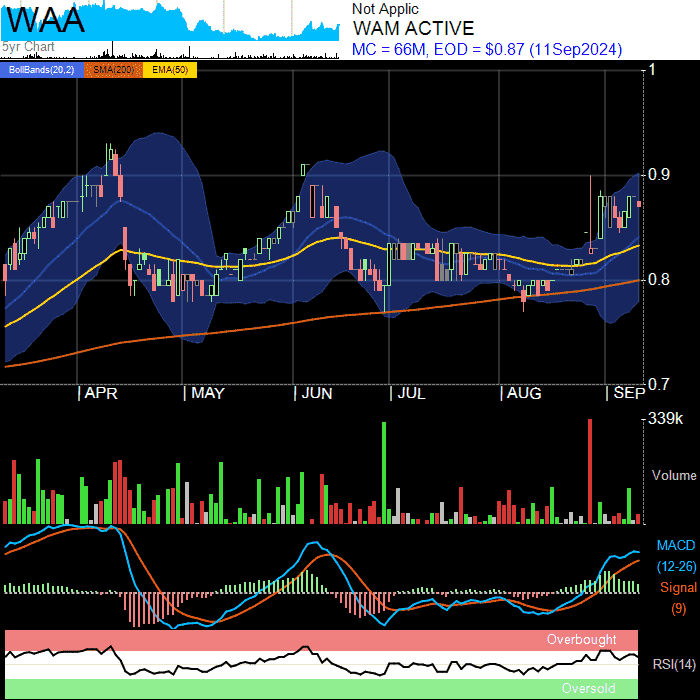 WAA
5yr Chart
Not Applic
WAM ACTIVE
MC = 66M, EOD = $0.87 (11Sep2024)
BollBands(20,2) SMA(200) EMA(50)
1
0.9
0.8
0.7
APR MAY JUN JUL AUG SEP
339k
Volume
MACD
(12-26)
Signal
(9)
Overbought
RSI(14)
Oversold